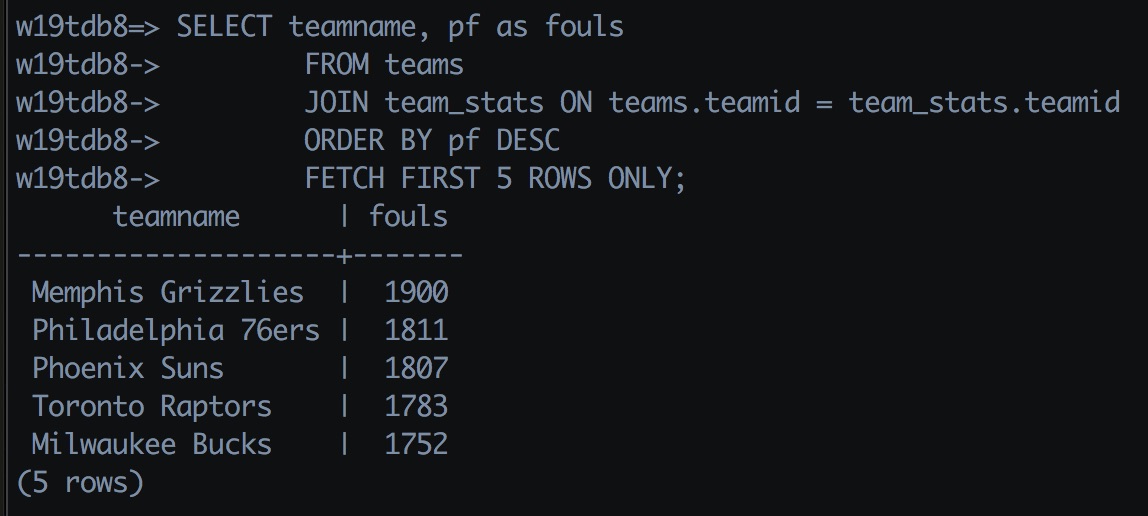 w19tdb8=> SELECT teamname, pf as fouls
w19tdb8->         FROM teams
w19tdb8->         JOIN team_stats ON teams.teamid = team_stats.teamid
w19tdb8->         ORDER BY pf DESC
w19tdb8->         FETCH FIRST 5 ROWS ONLY;
      teamname      | fouls
--------------------+-------
 Memphis Grizzlies  |  1900
 Philadelphia 76ers |  1811
 Phoenix Suns       |  1807
 Toronto Raptors    |  1783
 Milwaukee Bucks    |  1752
(5 rows)